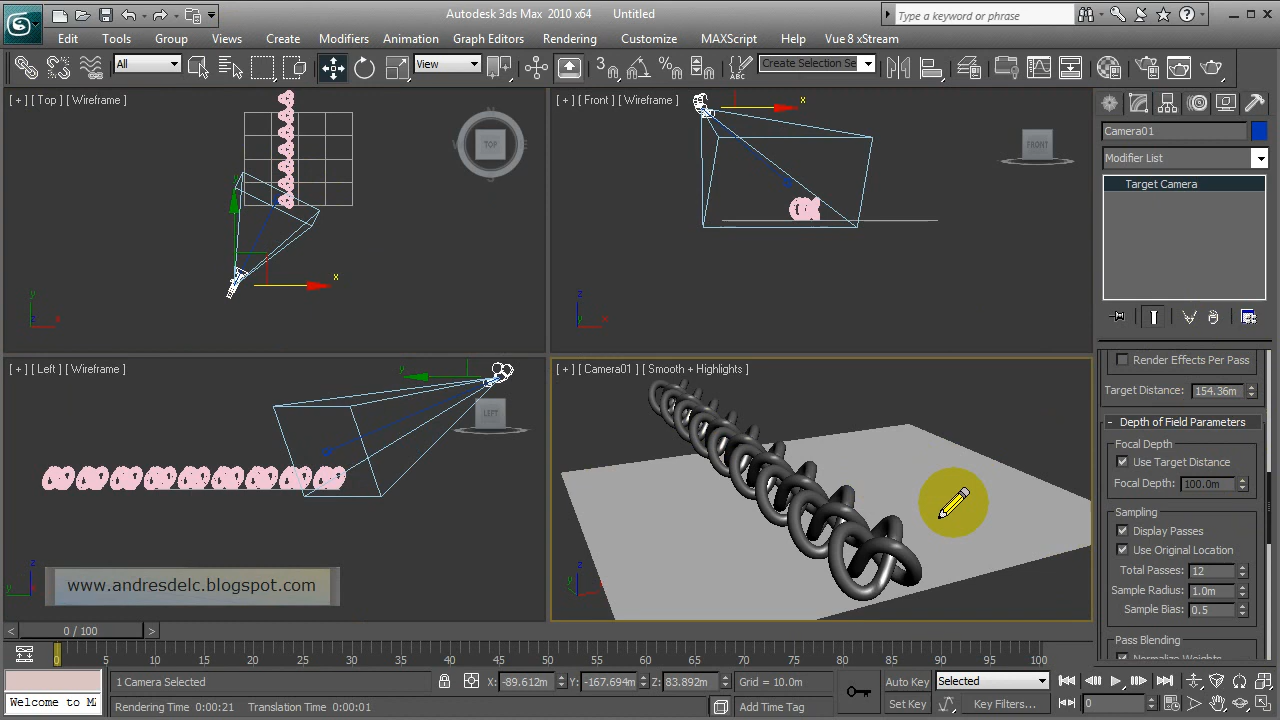 Autodesk 3ds Max 2010 x64 Untitled
Type a keyword or phrase
Edit Tools Group Views Create Modifiers Animation Graph Editors Rendering Customize MAXScript Help Vue 8 xStream
All View Create Selection Se
[ + ] [ Top ] [ Wireframe ]
[ + ] [ Front ] [ Wireframe ]
TOP
FRONT
Camera01
Modifier List
Target Camera
[ + ] [ Left ] [ Wireframe ]
[ + ] [ Camera01 ] [ Smooth + Highlights ]
LEFT
Render Effects Per Pass
Target Distance: 154.36m
- Depth of Field Parameters
Focal Depth
Use Target Distance
Focal Depth: 100.0m
Sampling
Display Passes
Use Original Location
Total Passes: 12
Sample Radius: 1.0m
Sample Bias: 0.5
Pass Blending
Normalize Weights
www.andresdelc.blogspot.com
< 0 / 100 >
0 5 10 15 20 25 30 35 40 45 50 55 60 65 70 75 80 85 90 95 100
1 Camera Selected X: -89.612m Y: -167.694m Z: 83.892m Grid = 10.0m Auto Key Selected
Welcome to M
Rendering Time 0:00:21 Translation Time 0:00:01 Add Time Tag Set Key Key Filters... 0